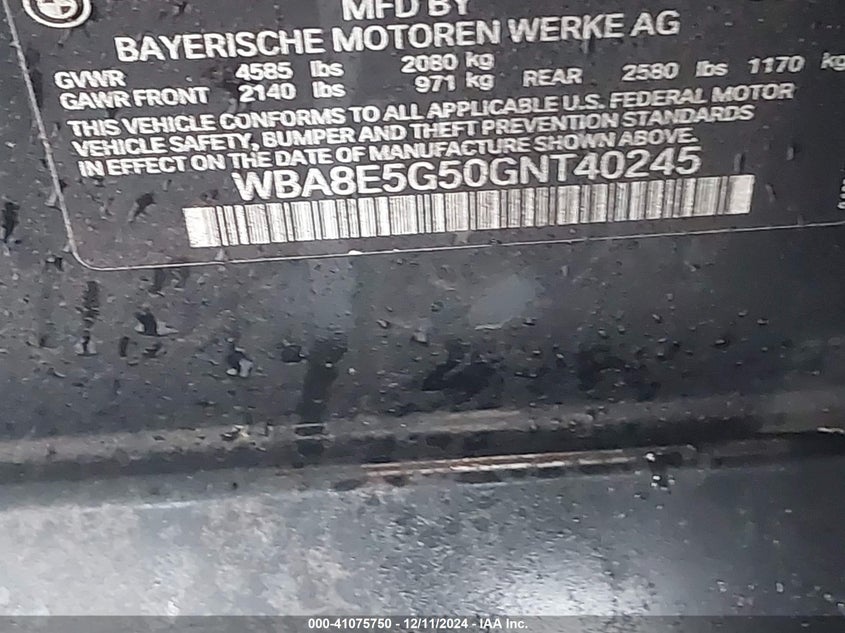 MFD BY
BAYERISCHE MOTOREN WERKE AG
GVWR 4585 lbs 2080 kg
GAWR FRONT 2140 lbs 971 kg REAR 2580 lbs 1170 kg
THIS VEHICLE CONFORMS TO ALL APPLICABLE U.S. FEDERAL MOTOR
VEHICLE SAFETY, BUMPER AND THEFT PREVENTION STANDARDS
IN EFFECT ON THE DATE OF MANUFACTURE SHOWN ABOVE.
WBA8E5G50GNT40245
000-41075750 - 12/11/2024 - IAA Inc.